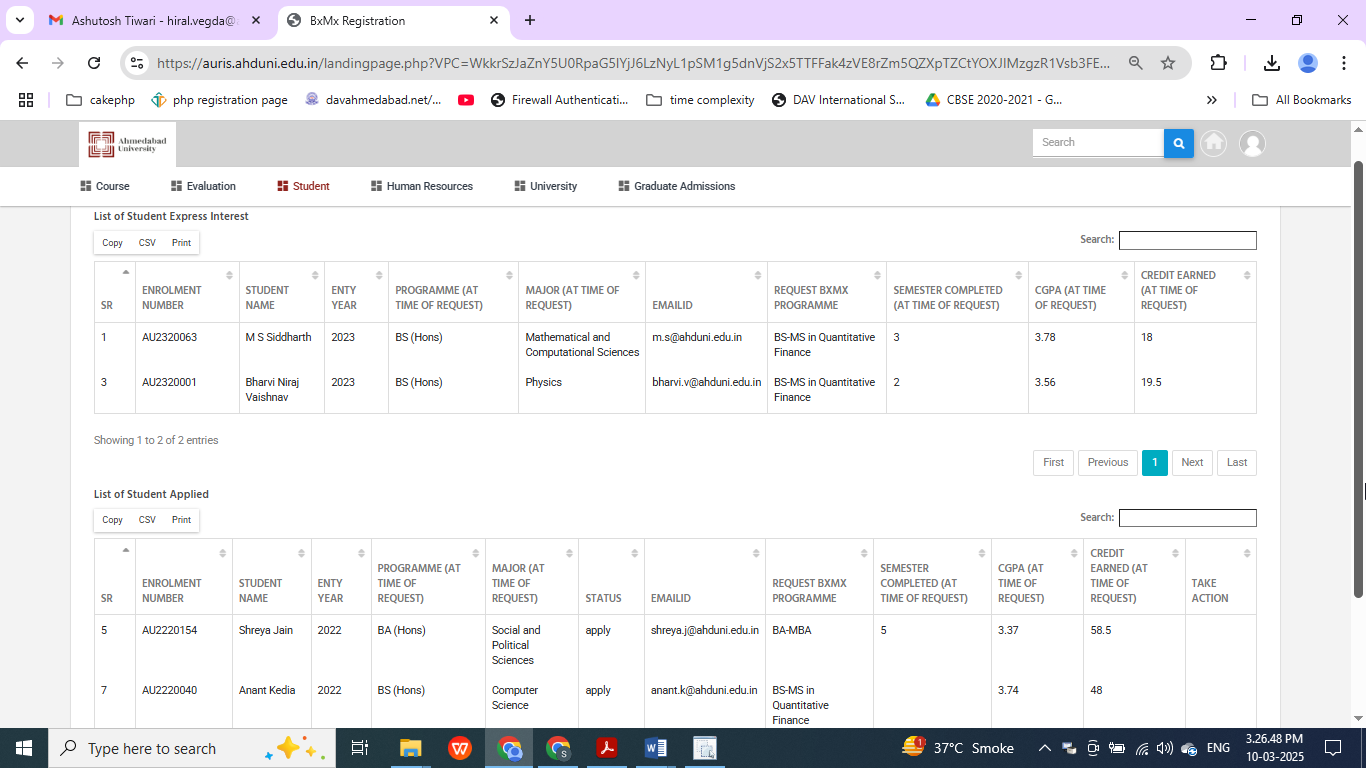 Ashutosh Tiwari - hiral.vegda@
BxMx Registration
https://auris.ahduni.edu.in/landingpage.php?VPC=WkkrSzJaZnY5U0RpaG5IYjJ6LzNyL1pSM1g5dnVjS2x5TTFFak4zVE8rZm5QZXpTZCtYOXJIMzgzR1Vsb3FE...
cakephp
php registration page
davahmedabad.net/...
Firewall Authenticati...
time complexity
DAV International S...
CBSE 2020-2021 - G...
All Bookmarks
Ahmedabad
University
Search
Course
Evaluation
Student
Human Resources
University
Graduate Admissions
List of Student Express Interest
Copy CSV Print
Search:
SR
ENROLMENT
NUMBER
STUDENT
NAME
ENTY
YEAR
PROGRAMME (AT
TIME OF REQUEST)
MAJOR (AT TIME OF
REQUEST)
EMAILID
REQUEST BXMX
PROGRAMME
SEMESTER COMPLETED
(AT TIME OF REQUEST)
CGPA (AT TIME
OF REQUEST)
CREDIT EARNED
(AT TIME OF
REQUEST)
1
AU2320063
M S Siddharth
2023
BS (Hons)
Mathematical and
Computational Sciences
m.s@ahduni.edu.in
BS-MS in Quantitative
Finance
3
3.78
18
3
AU2320001
Bharvi Niraj
Vaishnav
2023
BS (Hons)
Physics
bharvi.v@ahduni.edu.in
BS-MS in Quantitative
Finance
2
3.56
19.5
Showing 1 to 2 of 2 entries
First Previous 1 Next Last
List of Student Applied
Copy CSV Print
Search:
SR
ENROLMENT
NUMBER
STUDENT
NAME
ENTY
YEAR
PROGRAMME (AT
TIME OF
REQUEST)
MAJOR (AT
TIME OF
REQUEST)
STATUS
EMAILID
REQUEST BXMX
PROGRAMME
SEMESTER
COMPLETED (AT
TIME OF REQUEST)
CGPA (AT
TIME OF
REQUEST)
CREDIT
EARNED (AT
TIME OF
REQUEST)
TAKE
ACTION
5
AU2220154
Shreya Jain
2022
BA (Hons)
Social and
Political
Sciences
apply
shreya.j@ahduni.edu.in
BA-MBA
5
3.37
58.5
7
AU2220040
Anant Kedia
2022
BS (Hons)
Computer
Science
apply
anant.k@ahduni.edu.in
BS-MS in
Quantitative
Finance
3.74
48
Type here to search
37°C Smoke
ENG
3.26.48 PM
10-03-2025